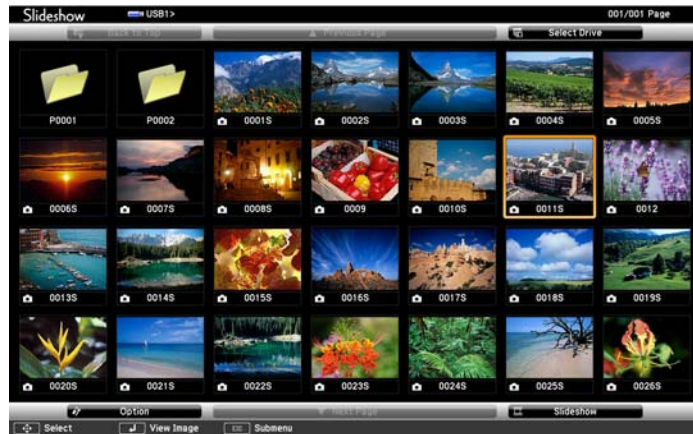 Slideshow USB1> 001/001 Page
Back to Top Previous Page Select Drive
P0001 P0002 0001S 0002S 0003S 0004S 0005S
0006S 0007S 0008S 0009 0010S 0011S 0012
0013S 0014S 0015S 0016S 0017S 0018S 0019S
0020S 0021S 0022S 0023S 0024S 0025S 0026S
Option Next Page Slideshow
Select View Image Esc Submenu